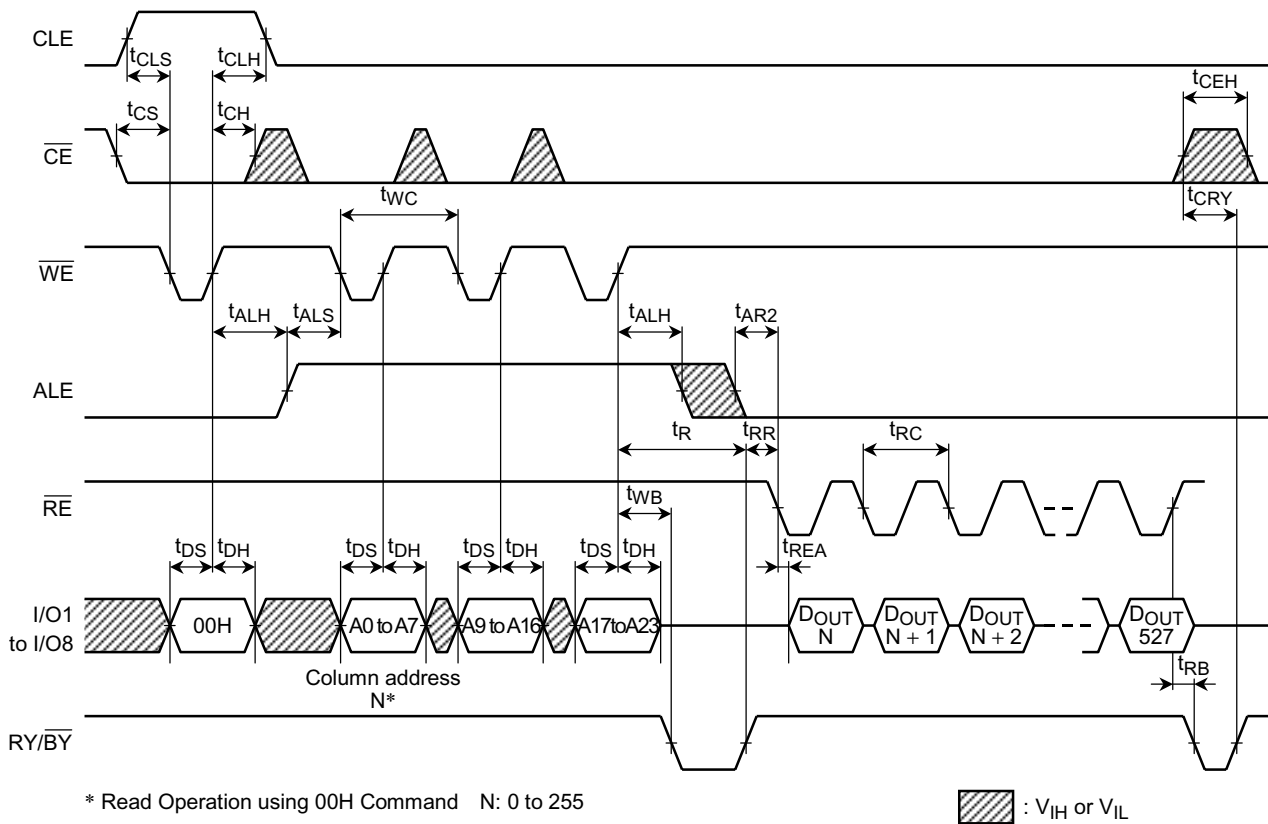 CLE
tCLS
tCLH
tCEH
tCS
tCH
CE
tWC
tCRY
WE
tALH
tALS
tALH
tAR2
ALE
tR
tRR
tRC
RE
tWB
tREA
tDS
tDH
tDS
tDH
tDS
tDH
tDS
tDH
I/O1
to I/O8
00H
A0 to A7
A9 to A16
A17 to A23
DOUT
N
DOUT
N + 1
DOUT
N + 2
DOUT
527
Column address
N*
tRB
RY/BY
* Read Operation using 00H Command N: 0 to 255
: VIH or VIL